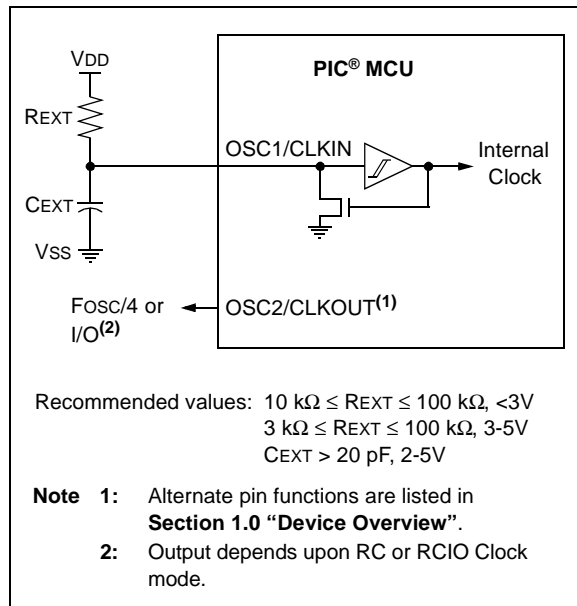 VDD
PIC® MCU
REXT
OSC1/CLKIN
Internal
Clock
CEXT
VSS
FOSC/4 or
I/O(2)
OSC2/CLKOUT(1)
Recommended values: 10 kΩ ≤ REXT ≤ 100 kΩ, <3V
3 kΩ ≤ REXT ≤ 100 kΩ, 3-5V
CEXT > 20 pF, 2-5V
Note 1: Alternate pin functions are listed in
Section 1.0 “Device Overview”.
2: Output depends upon RC or RCIO Clock
mode.